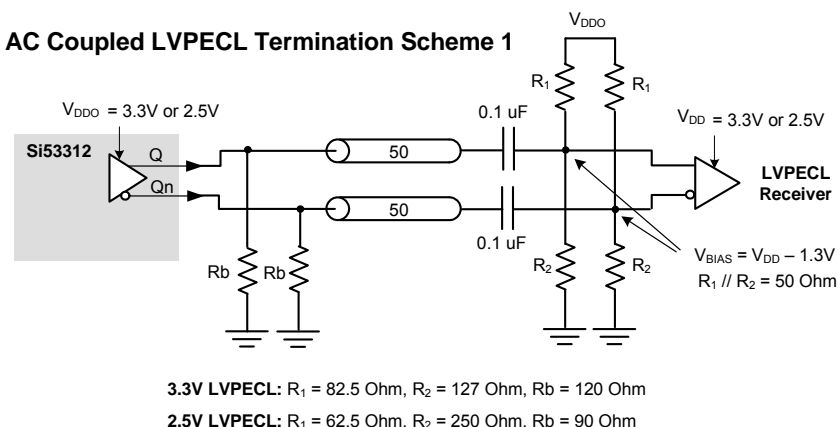 AC Coupled LVPECL Termination Scheme 1
VDDO
R1
R1
VDDO = 3.3V or 2.5V
0.1 uF
VDD = 3.3V or 2.5V
Si53312
Q
50
LVPECL
Receiver
Qn
50
0.1 uF
Rb
Rb
R2
R2
VBIAS = VDD – 1.3V
R1 // R2 = 50 Ohm
3.3V LVPECL: R1 = 82.5 Ohm, R2 = 127 Ohm, Rb = 120 Ohm
2.5V LVPECL: R1 = 62.5 Ohm, R2 = 250 Ohm, Rb = 90 Ohm